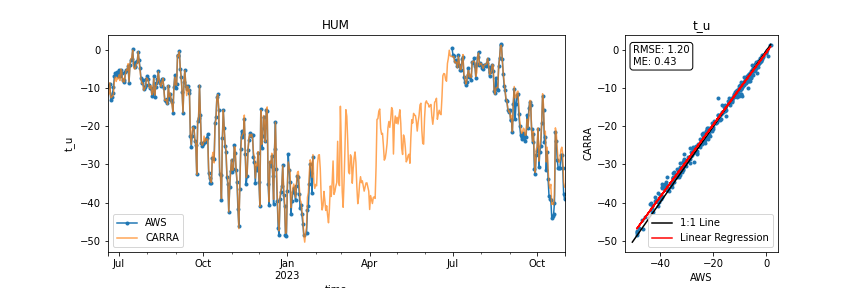 HUM
t_u
0
−10
−20
−30
−40
−50
AWS
CARRA
Jul
Oct
Jan
2023
Apr
Jul
Oct
time
t_u
CARRA
0
−10
−20
−30
−40
−50
RMSE: 1.20
ME: 0.43
1:1 Line
Linear Regression
−40
−20
0
AWS